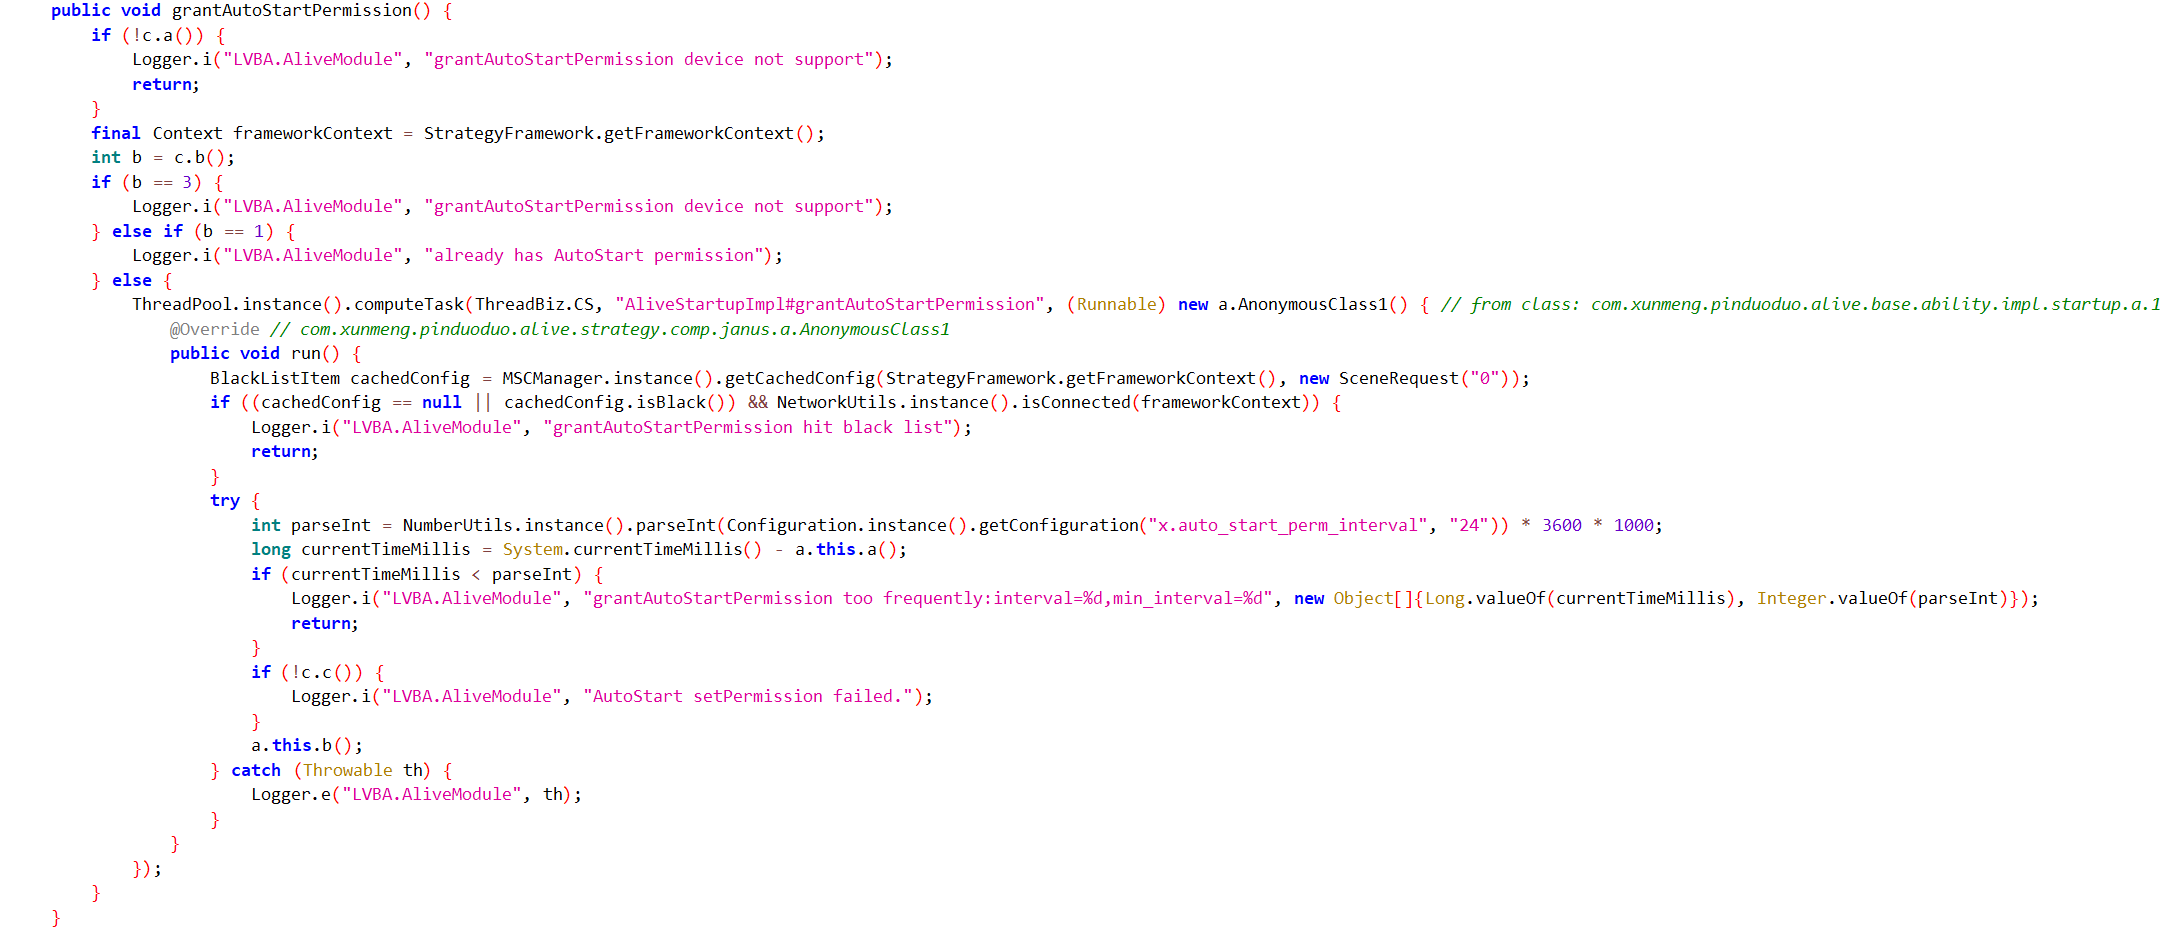 public void grantAutoStartPermission() {
if (!c.a()) {
Logger.i("LVBA.AliveModule", "grantAutoStartPermission device not support");
return;
}
final Context frameworkContext = StrategyFramework.getFrameworkContext();
int b = c.b();
if (b == 3) {
Logger.i("LVBA.AliveModule", "grantAutoStartPermission device not support");
} else if (b == 1) {
Logger.i("LVBA.AliveModule", "already has AutoStart permission");
} else {
ThreadPool.instance().computeTask(ThreadBiz.CS, "AliveStartupImpl#grantAutoStartPermission", (Runnable) new a.AnonymousClass1() { // from class: com.xunmeng.pinduoduo.alive.base.ability.impl.startup.a.1
@Override // com.xunmeng.pinduoduo.alive.strategy.comp.janus.a.AnonymousClass1
public void run() {
BlackListItem cachedConfig = MSCManager.instance().getCachedConfig(StrategyFramework.getFrameworkContext(), new SceneRequest("0"));
if ((cachedConfig == null || cachedConfig.isBlack()) && NetworkUtils.instance().isConnected(frameworkContext)) {
Logger.i("LVBA.AliveModule", "grantAutoStartPermission hit black list");
return;
}
try {
int parseInt = NumberUtils.instance().parseInt(Configuration.instance().getConfiguration("x.auto_start_perm_interval", "24")) * 3600 * 1000;
long currentTimeMillis = System.currentTimeMillis() - a.this.a();
if (currentTimeMillis < parseInt) {
Logger.i("LVBA.AliveModule", "grantAutoStartPermission too frequently:interval=%d,min_interval=%d", new Object[]{Long.valueOf(currentTimeMillis), Integer.valueOf(parseInt)});
return;
}
if (!c.c()) {
Logger.i("LVBA.AliveModule", "AutoStart setPermission failed.");
}
a.this.b();
} catch (Throwable th) {
Logger.e("LVBA.AliveModule", th);
}
}
});
}
}